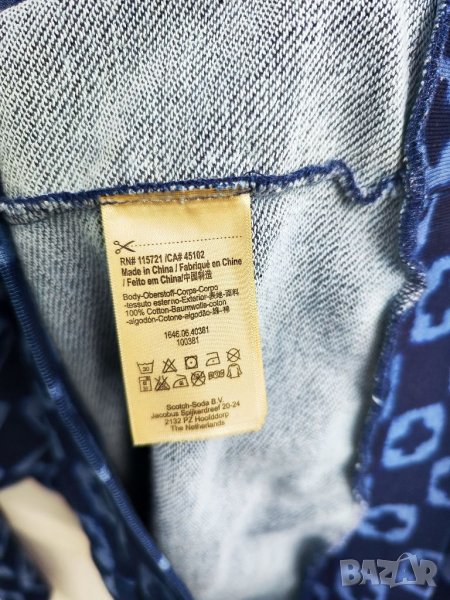 RN# 115721 /CA# 45102
Made in China / Fabriqué en Chine
/ Feito em China/中国制造
Body-Oberstoff-Corps-Corpo
-tessuto esterno-Exterior-表地-面料
100% Cotton-Baumwolle-coton
-algodón-Cotone-algodão-綿-棉
1646.06.40381
100381
30
Scotch-Soda B.V.
Jacobus Spijkerdreef 20-24
2132 PZ Hoofddorp
The Netherlands
BAZAR